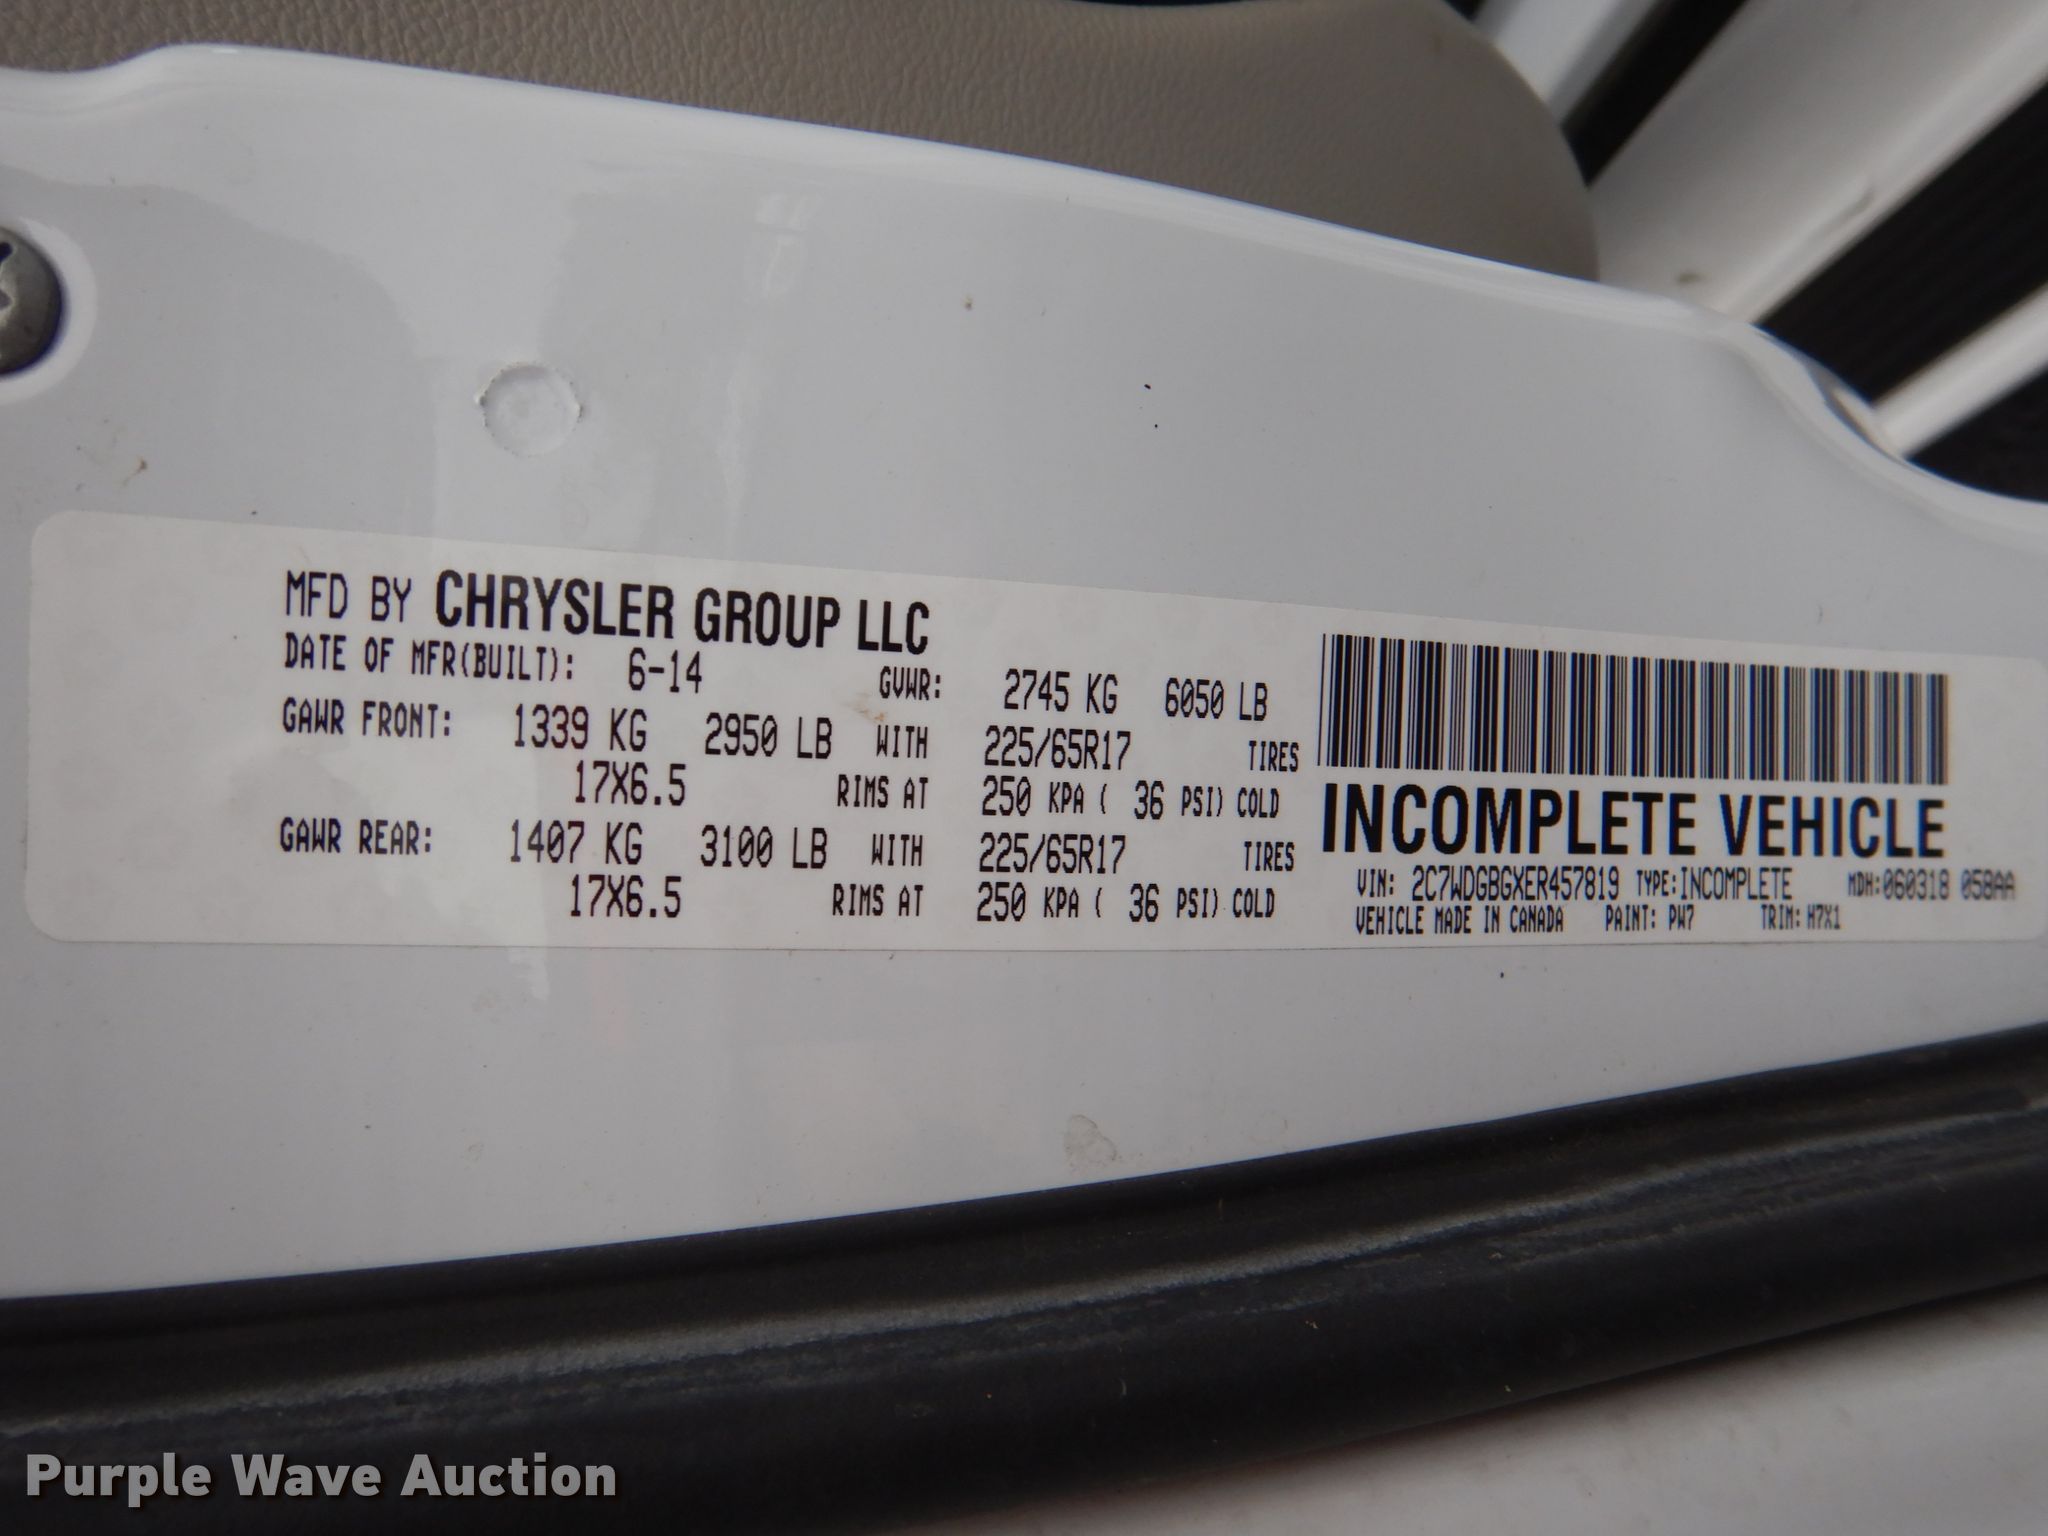 MFD BY CHRYSLER GROUP LLC
DATE OF MFR(BUILT): 6-14 GVWR: 2745 KG 6050 LB
GAWR FRONT: 1339 KG 2950 LB WITH 225/65R17 TIRES
17X6.5 RIMS AT 250 KPA ( 36 PSI) COLD
GAWR REAR: 1407 KG 3100 LB WITH 225/65R17 TIRES
17X6.5 RIMS AT 250 KPA ( 36 PSI) COLD
INCOMPLETE VEHICLE
VIN: 2C7WDGBGXER457819 TYPE:INCOMPLETE MDH:060318 058AA
VEHICLE MADE IN CANADA PAINT: PW7 TRIM: H7X1
Purple Wave Auction